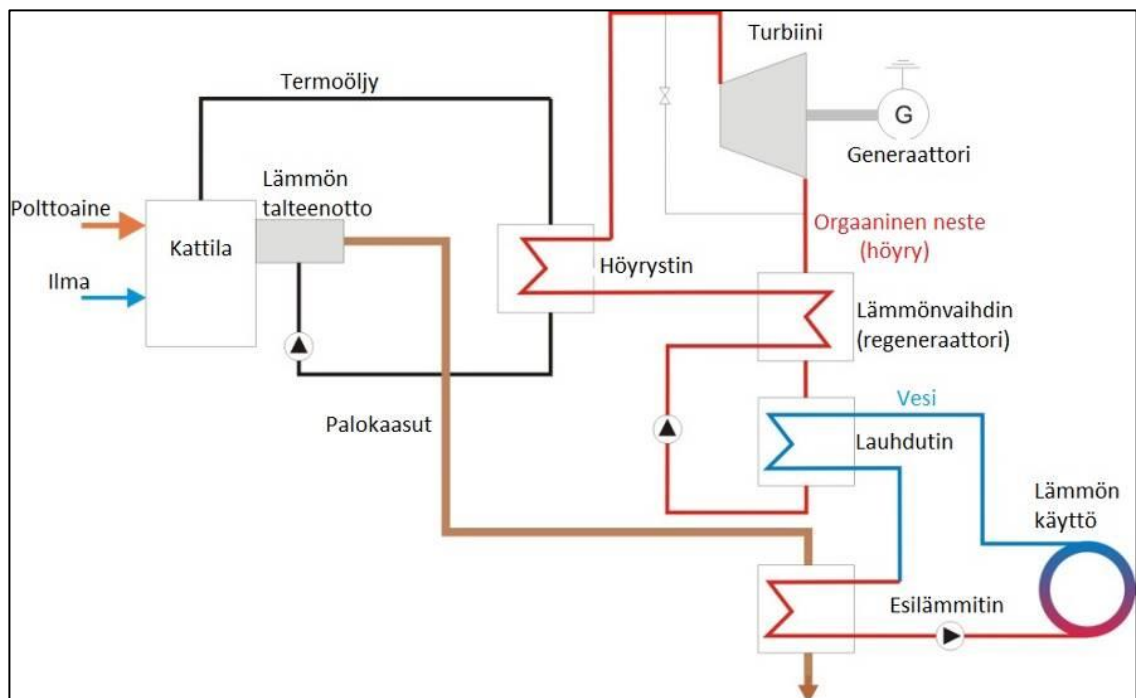 Turbiini
Termoöljy
G
Generaattori
Lämmön
talteenotto
Polttoaine
Kattila
Orgaaninen neste
(höyry)
Höyrystin
Ilma
Lämmönvaihdin
(regeneraattori)
Vesi
Palokaasut
Lauhdutin
Lämmön
käyttö
Esilämmitin